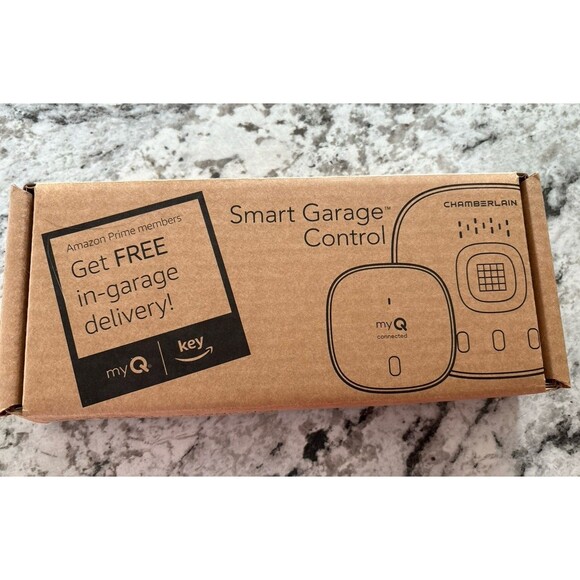 Amazon Prime members
Get FREE
in-garage
delivery!
myQ
key
Smart Garage™
Control
CHAMBERLAIN
myQ
connected